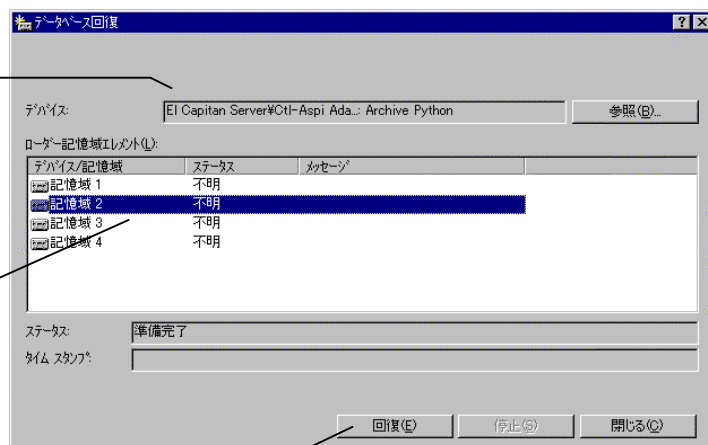 ﾃﾞｰﾀﾍﾞｰｽ回復
ﾃﾞﾊﾞｲｽ: El Capitan Server¥Ctl-Aspi Ada...: Archive Python 参照(B)...
ﾛｰﾀﾞｰ記憶域ｴﾚﾒﾝﾄ(L):
ﾃﾞﾊﾞｲｽ/記憶域 ｽﾃｰﾀｽ ﾒｯｾｰｼﾞ
記憶域 1 不明
記憶域 2 不明
記憶域 3 不明
記憶域 4 不明
ｽﾃｰﾀｽ: 準備完了
ﾀｲﾑ ｽﾀﾝﾌﾟ:
回復(E) 停止(S) 閉じる(C)